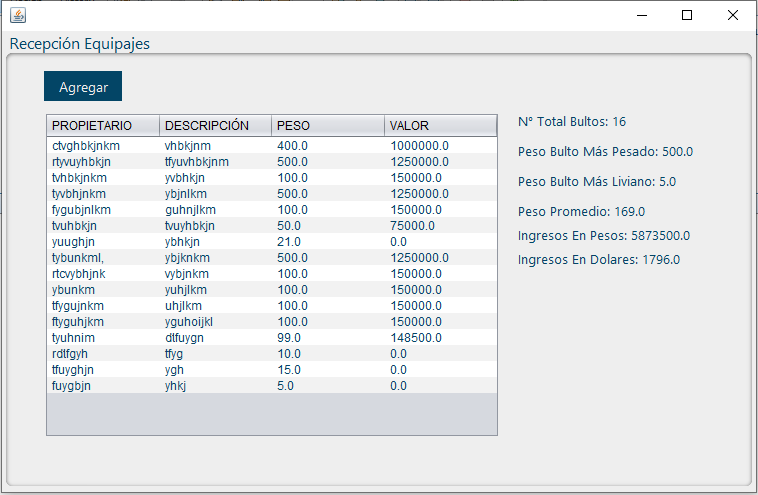 Recepción Equipajes
Agregar
PROPIETARIO DESCRIPCIÓN PESO VALOR
ctvghbkjnkm vhbkjnm 400.0 1000000.0
rtyvuyhbkjn tfyuvhbkjnm 500.0 1250000.0
tvhbkjnkm yvbhkjn 100.0 150000.0
tyvbhjnkm ybjnlkm 500.0 1250000.0
fygubjnlkm guhnjlkm 100.0 150000.0
tvuhbkjn tvuyhbkjn 50.0 75000.0
yuughjn ybhkjn 21.0 0.0
tybunkml, ybjknkm 500.0 1250000.0
rtcvybhjnk vybjnkm 100.0 150000.0
ybunkm yuhjlkm 100.0 150000.0
tfygujnkm uhjlkm 100.0 150000.0
ftyguhjkm yguhoijkl 100.0 150000.0
tyuhnim dtfuygn 99.0 148500.0
rdtfgyh tfyg 10.0 0.0
tfuyghjn ygh 15.0 0.0
fuygbjn yhkj 5.0 0.0
N° Total Bultos: 16
Peso Bulto Más Pesado: 500.0
Peso Bulto Más Liviano: 5.0
Peso Promedio: 169.0
Ingresos En Pesos: 5873500.0
Ingresos En Dolares: 1796.0